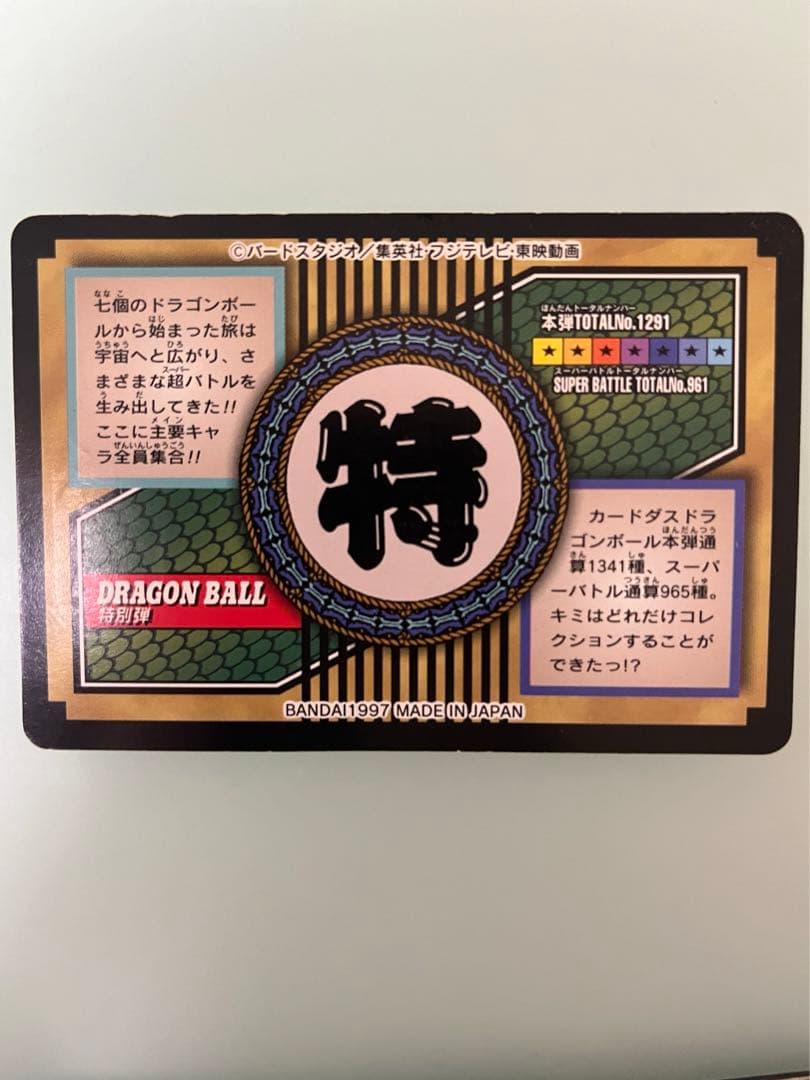 ©バードスタジオ／集英社・フジテレビ・東映動画
七個のドラゴンボー
ルから始まった旅は
宇宙へと広がり、さ
まざまな超バトルを
生み出してきた!!
ここに主要キャ
ラ全員集合!!
本弾TOTALNo.1291
★★★★★★★
SUPER BATTLE TOTALNo.961
特
DRAGON BALL
特別弾
カードダスドラ
ゴンボール本弾通
算1341種、スーパ
ーバトル通算965種。
キミはどれだけコレ
クションすることが
できたっ!?
BANDAI1997 MADE IN JAPAN